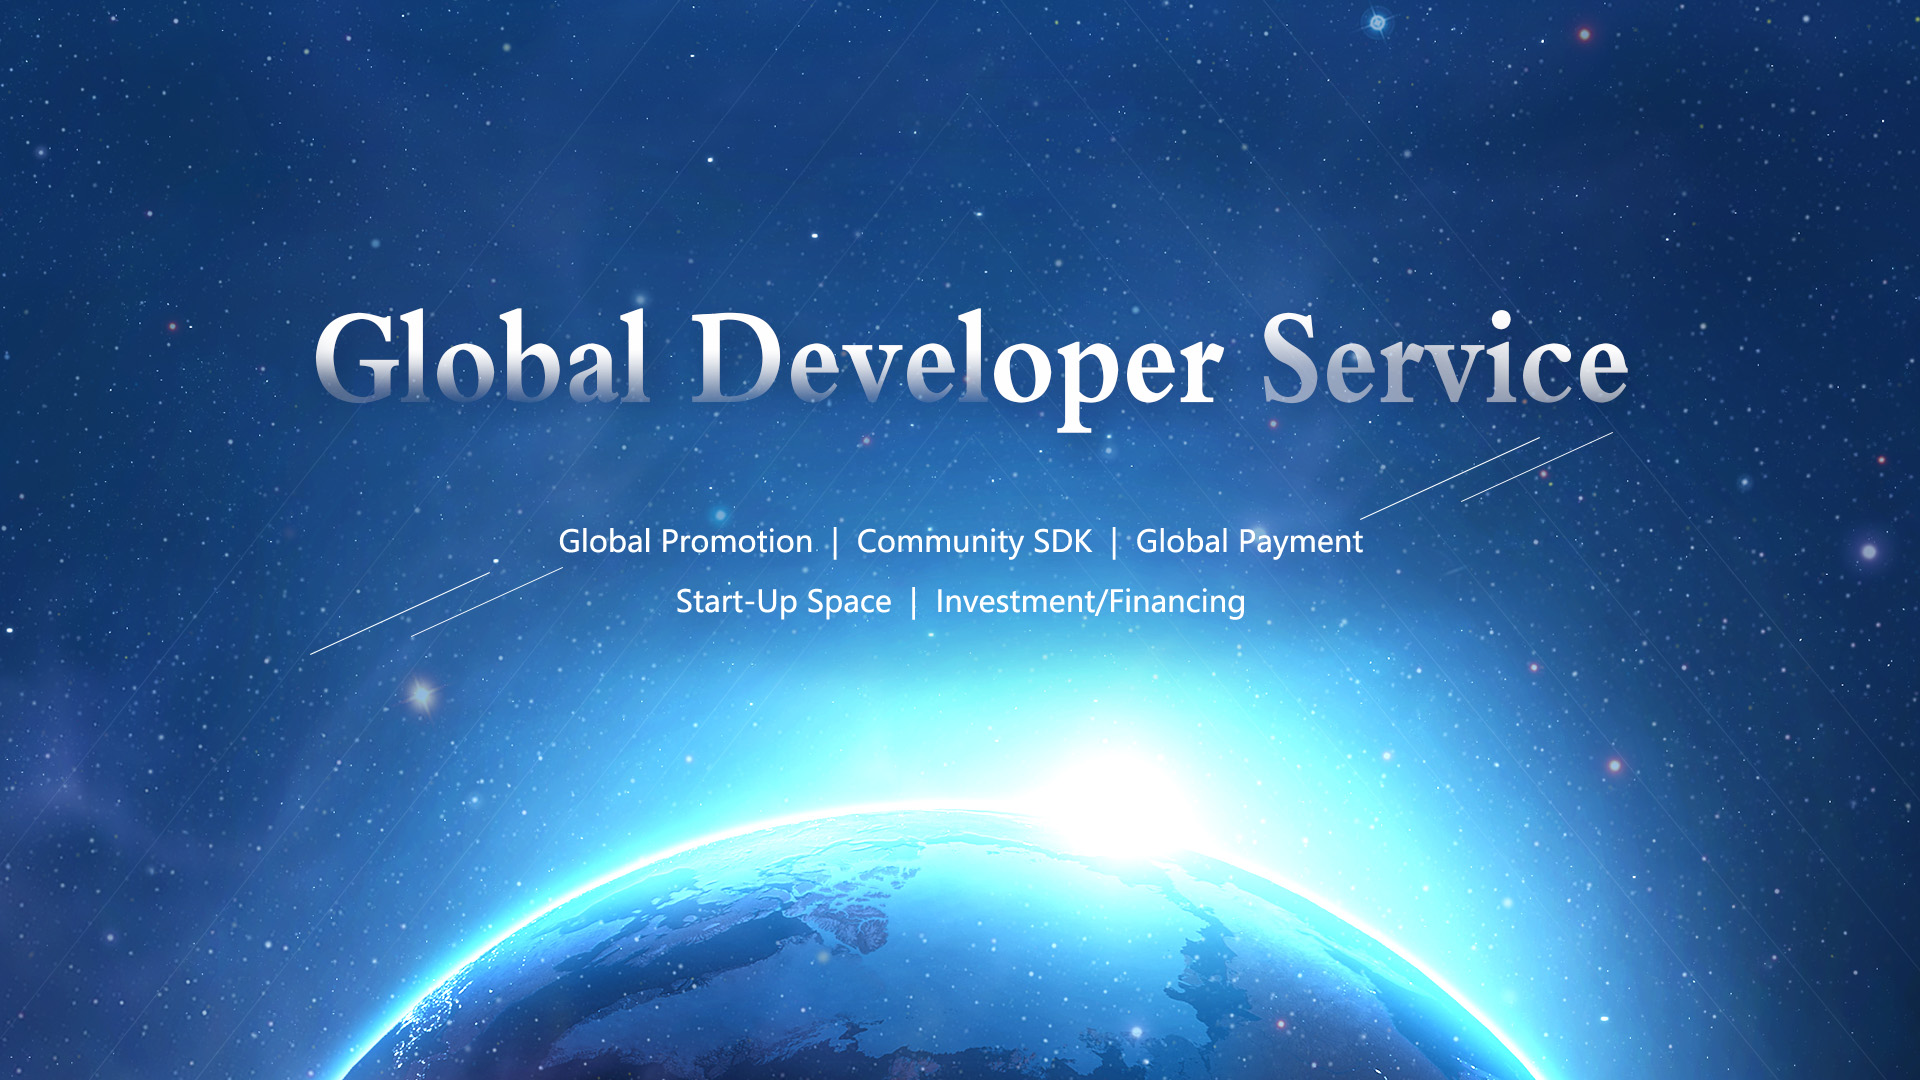 Global Developer Service
Global Promotion | Community SDK | Global Payment
Start-Up Space | Investment/Financing